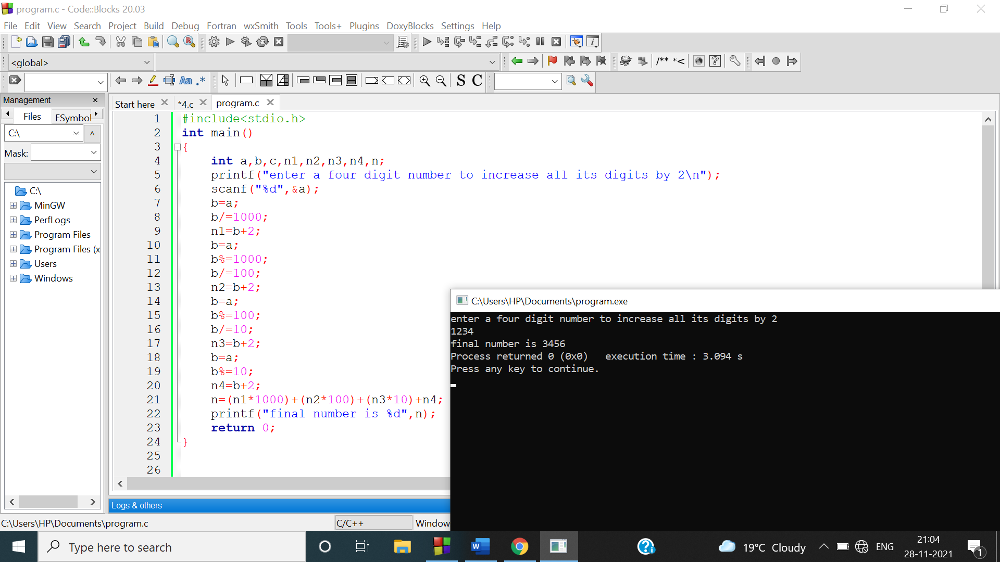 program.c - Code::Blocks 20.03
File Edit View Search Project Build Debug Fortran wxSmith Tools Tools+ Plugins DoxyBlocks Settings Help
<global>
/** *<
Aa .* S C
Management
Start here *4.c program.c
Files FSymbol
C:\
Mask:
C:\
MinGW
PerfLogs
Program Files
Program Files (x
Users
Windows
1 #include<stdio.h>
2 int main()
3 {
4 int a,b,c,n1,n2,n3,n4,n;
5 printf("enter a four digit number to increase all its digits by 2\n");
6 scanf("%d",&a);
7 b=a;
8 b/=1000;
9 n1=b+2;
10 b=a;
11 b%=1000;
12 b/=100;
13 n2=b+2;
14 b=a;
15 b%=100;
16 b/=10;
17 n3=b+2;
18 b=a;
19 b%=10;
20 n4=b+2;
21 n=(n1*1000)+(n2*100)+(n3*10)+n4;
22 printf("final number is %d",n);
23 return 0;
24 }
25
26
C:\Users\HP\Documents\program.exe
enter a four digit number to increase all its digits by 2
1234
final number is 3456
Process returned 0 (0x0) execution time : 3.094 s
Press any key to continue.
Logs & others
C:\Users\HP\Documents\program.c C/C++ Window
Type here to search
19°C Cloudy
ENG
21:04
28-11-2021
1